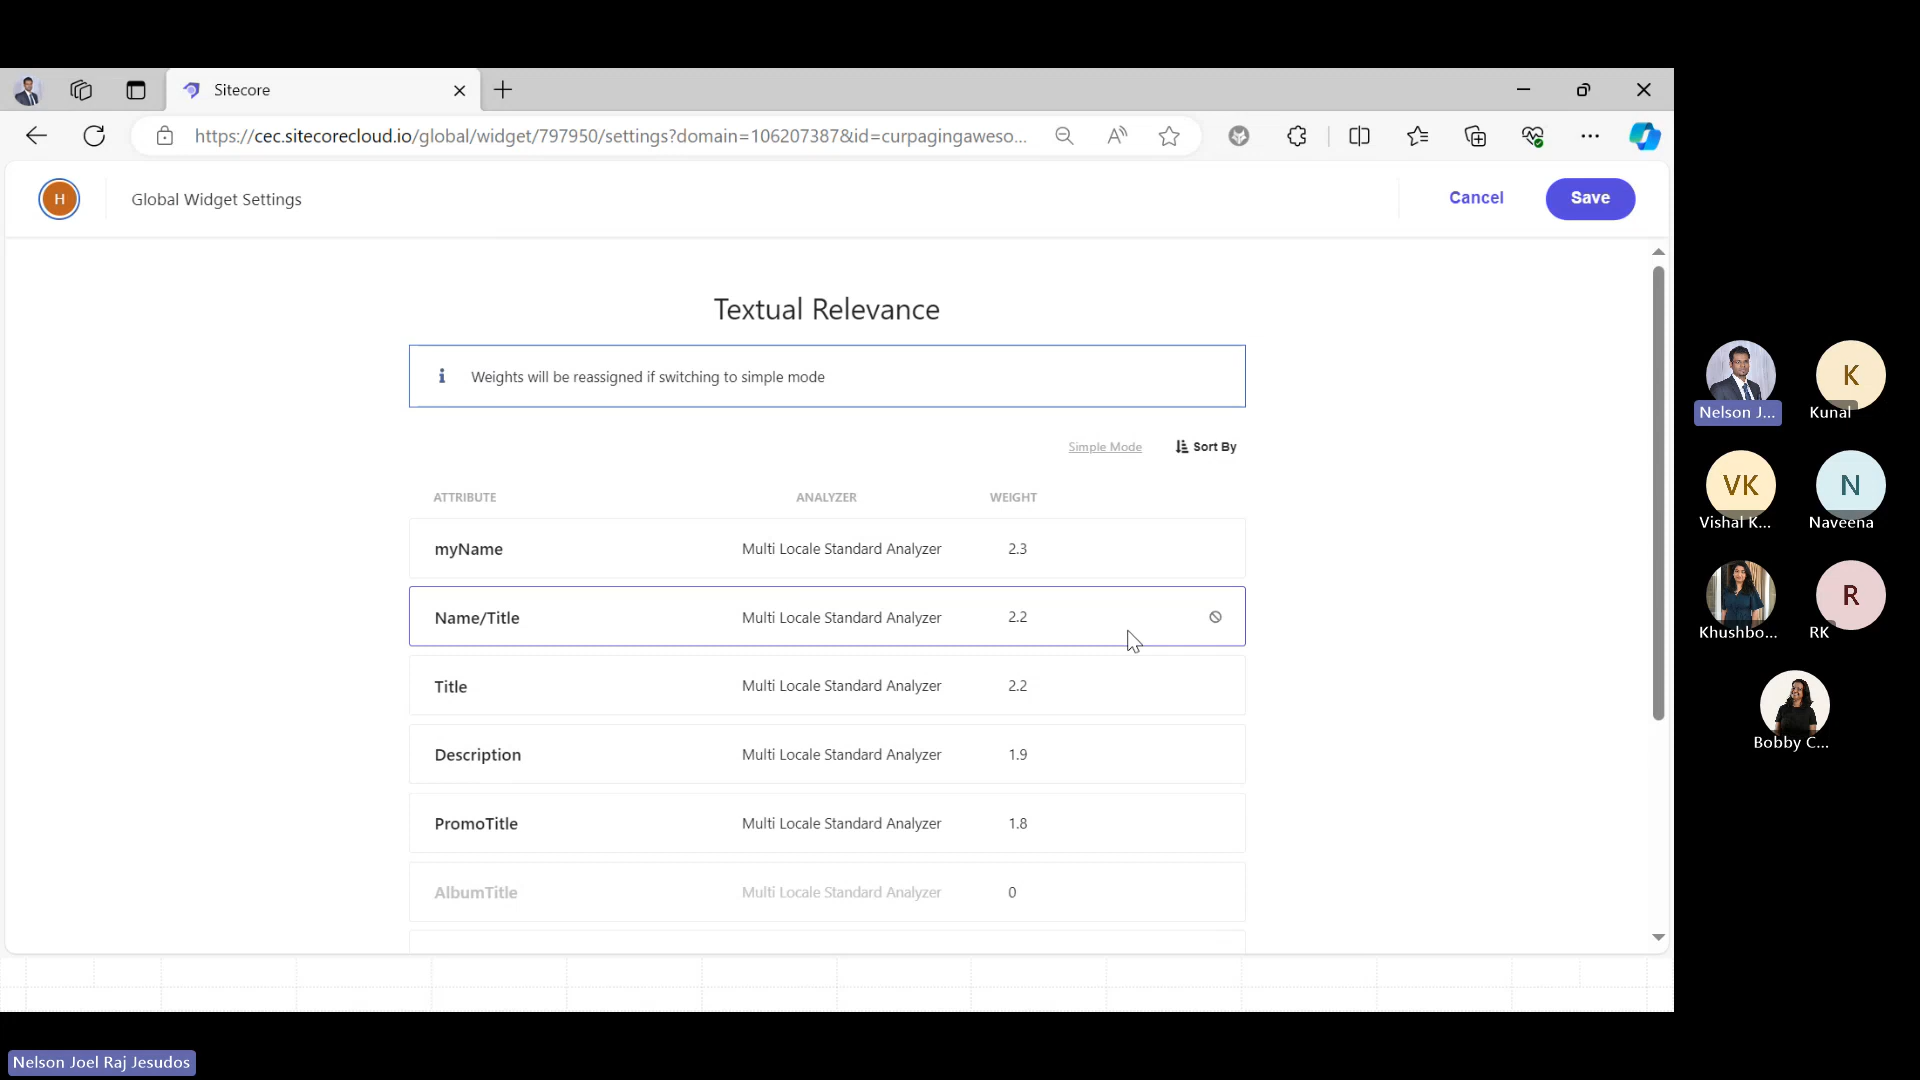 Sitecore
https://cec.sitecorecloud.io/global/widget/797950/settings?domain=106207387&id=curpagingaweso...
H
Global Widget Settings
Cancel
Save
Textual Relevance
i Weights will be reassigned if switching to simple mode
Simple Mode
Sort By
ATTRIBUTE ANALYZER WEIGHT
myName Multi Locale Standard Analyzer 2.3
Name/Title Multi Locale Standard Analyzer 2.2
Title Multi Locale Standard Analyzer 2.2
Description Multi Locale Standard Analyzer 1.9
PromoTitle Multi Locale Standard Analyzer 1.8
AlbumTitle Multi Locale Standard Analyzer 0
Nelson J...
K
Kunal
VK
Vishal K...
N
Naveena
Khushbo...
R
RK
Bobby C...
Nelson Joel Raj Jesudos